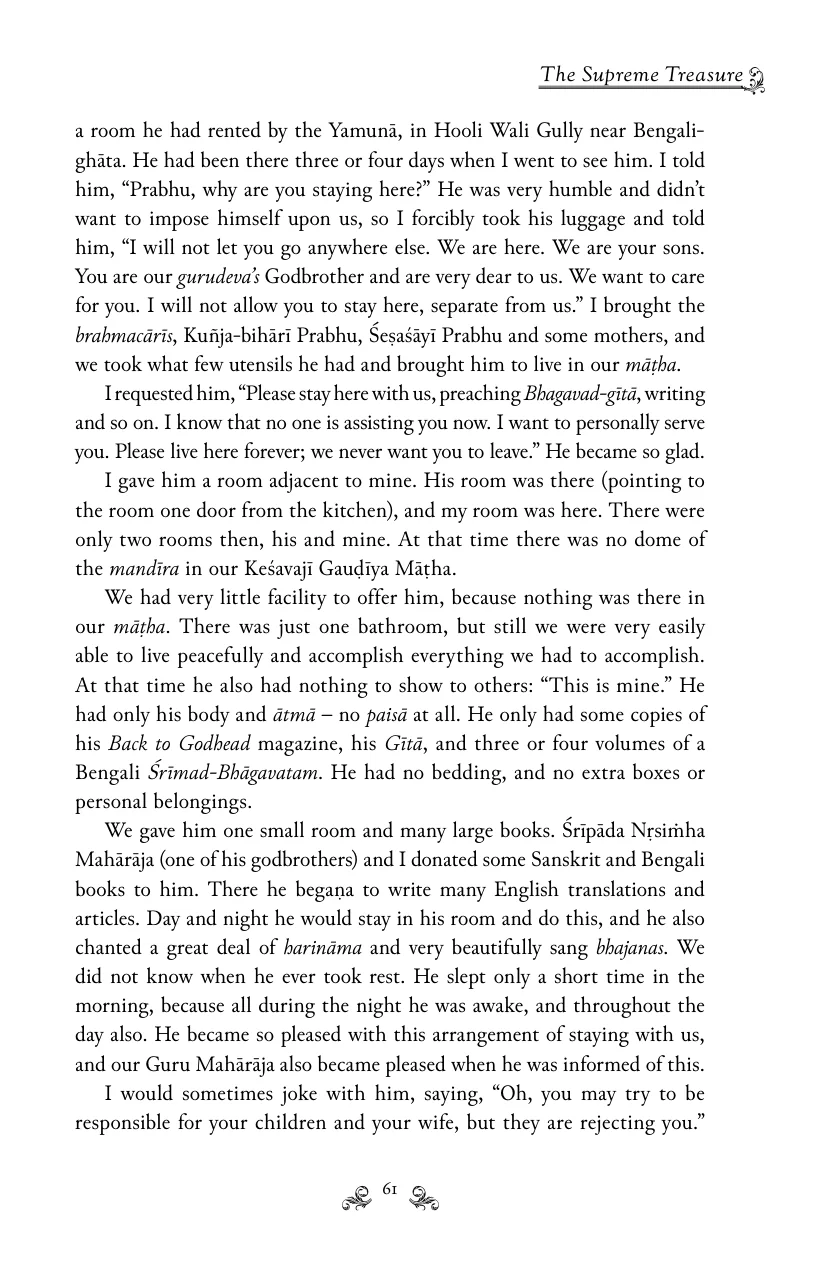 The Supreme Treasure
a room he had rented by the Yamunā, in Hooli Wali Gully near Bengali-
ghāta. He had been there three or four days when I went to see him. I told
him, “Prabhu, why are you staying here?” He was very humble and didn’t
want to impose himself upon us, so I forcibly took his luggage and told
him, “I will not let you go anywhere else. We are here. We are your sons.
You are our gurudeva’s Godbrother and are very dear to us. We want to care
for you. I will not allow you to stay here, separate from us.” I brought the
brahmacārīs, Kuñja-bihārī Prabhu, Śeṣaśāyī Prabhu and some mothers, and
we took what few utensils he had and brought him to live in our māṭha.
I requested him, “Please stay here with us, preaching Bhagavad-gītā, writing
and so on. I know that no one is assisting you now. I want to personally serve
you. Please live here forever; we never want you to leave.” He became so glad.
I gave him a room adjacent to mine. His room was there (pointing to
the room one door from the kitchen), and my room was here. There were
only two rooms then, his and mine. At that time there was no dome of
the mandīra in our Keśavajī Gauḍīya Māṭha.
We had very little facility to offer him, because nothing was there in
our māṭha. There was just one bathroom, but still we were very easily
able to live peacefully and accomplish everything we had to accomplish.
At that time he also had nothing to show to others: “This is mine.” He
had only his body and ātmā – no paisā at all. He only had some copies of
his Back to Godhead magazine, his Gītā, and three or four volumes of a
Bengali Śrīmad-Bhāgavatam. He had no bedding, and no extra boxes or
personal belongings.
We gave him one small room and many large books. Śrīpāda Nṛsiṁha
Mahārāja (one of his godbrothers) and I donated some Sanskrit and Bengali
books to him. There he begaṇa to write many English translations and
articles. Day and night he would stay in his room and do this, and he also
chanted a great deal of harināma and very beautifully sang bhajanas. We
did not know when he ever took rest. He slept only a short time in the
morning, because all during the night he was awake, and throughout the
day also. He became so pleased with this arrangement of staying with us,
and our Guru Mahārāja also became pleased when he was informed of this.
I would sometimes joke with him, saying, “Oh, you may try to be
responsible for your children and your wife, but they are rejecting you.”
61